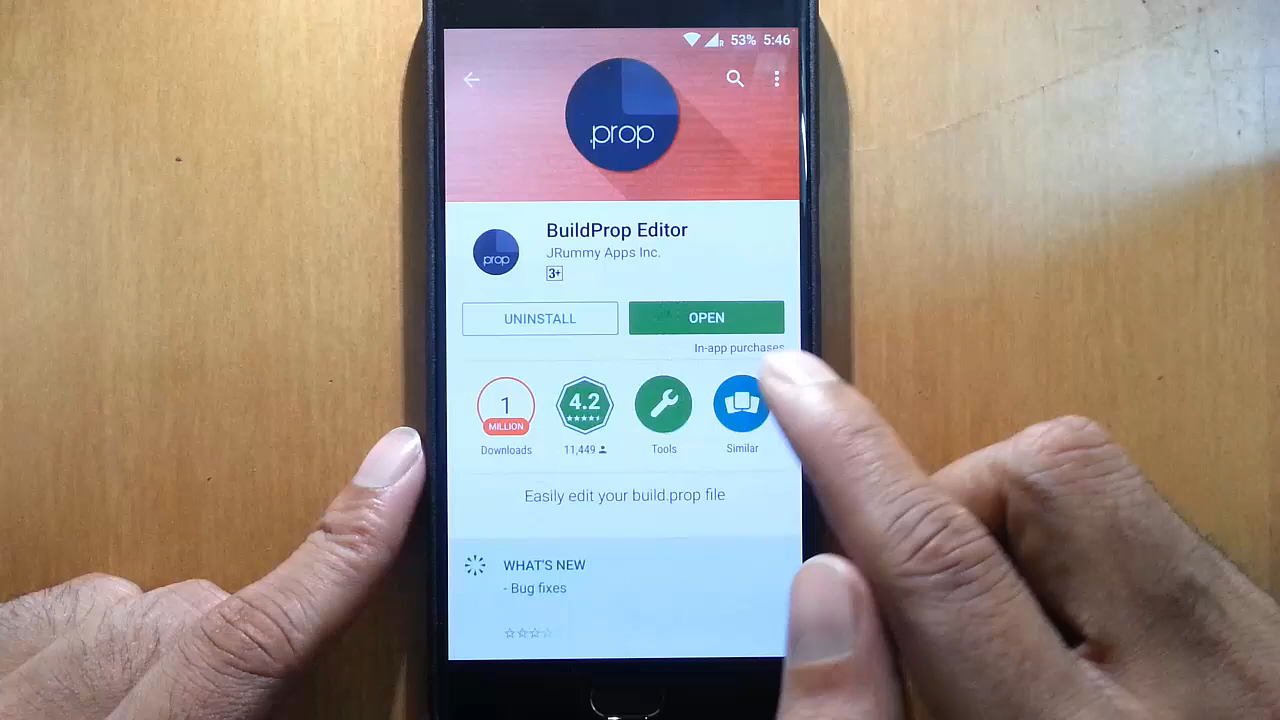 R 53% 5:46
.prop
BuildProp Editor
JRummy Apps Inc.
.prop
3+
UNINSTALL
OPEN
In-app purchases
1
MILLION
4.2
Downloads
11,449
Tools
Similar
Easily edit your build.prop file
WHAT'S NEW
- Bug fixes